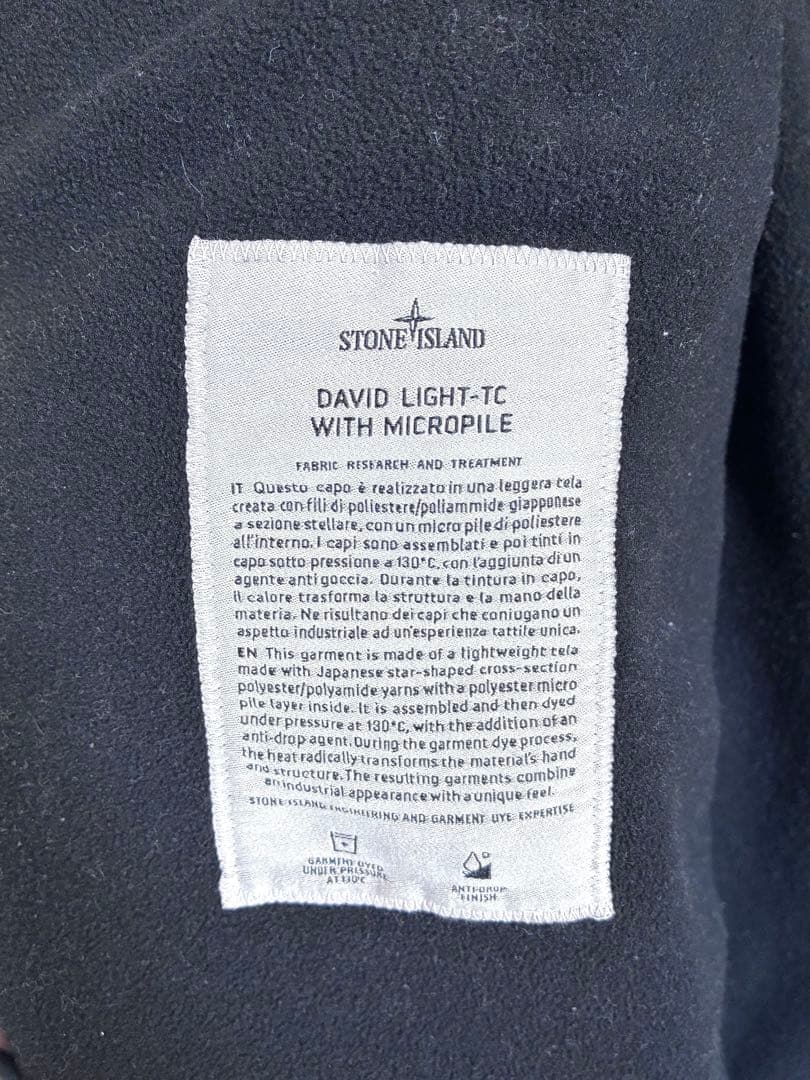 STONE ISLAND
DAVID LIGHT-TC
WITH MICROPILE
FABRIC RESEARCH AND TREATMENT
IT Questo capo è realizzato in una leggera tela
creata con fili di poliestere/poliammide giapponese
a sezione stellare, con un micro pile di poliestere
all'interno. I capi sono assemblati e poi tinti in
capo sotto pressione a 130°C, con l'aggiunta di un
agente anti goccia. Durante la tintura in capo,
il calore trasforma la struttura e la mano della
materia. Ne risultano dei capi che coniugano un
aspetto industriale ad un'esperienza tattile unica.
EN This garment is made of a lightweight tela
made with Japanese star-shaped cross-section
polyester/polyamide yarns with a polyester micro
pile layer inside. It is assembled and then dyed
under pressure at 130°C, with the addition of an
anti-drop agent. During the garment dye process,
the heat radically transforms the material's hand
and structure. The resulting garments combine
an industrial appearance with a unique feel.
STONE ISLAND ENGINEERING AND GARMENT DYE EXPERTISE
GARMENT DYED
UNDER PRESSURE
AT 130°C
ANTI-DROP
FINISH